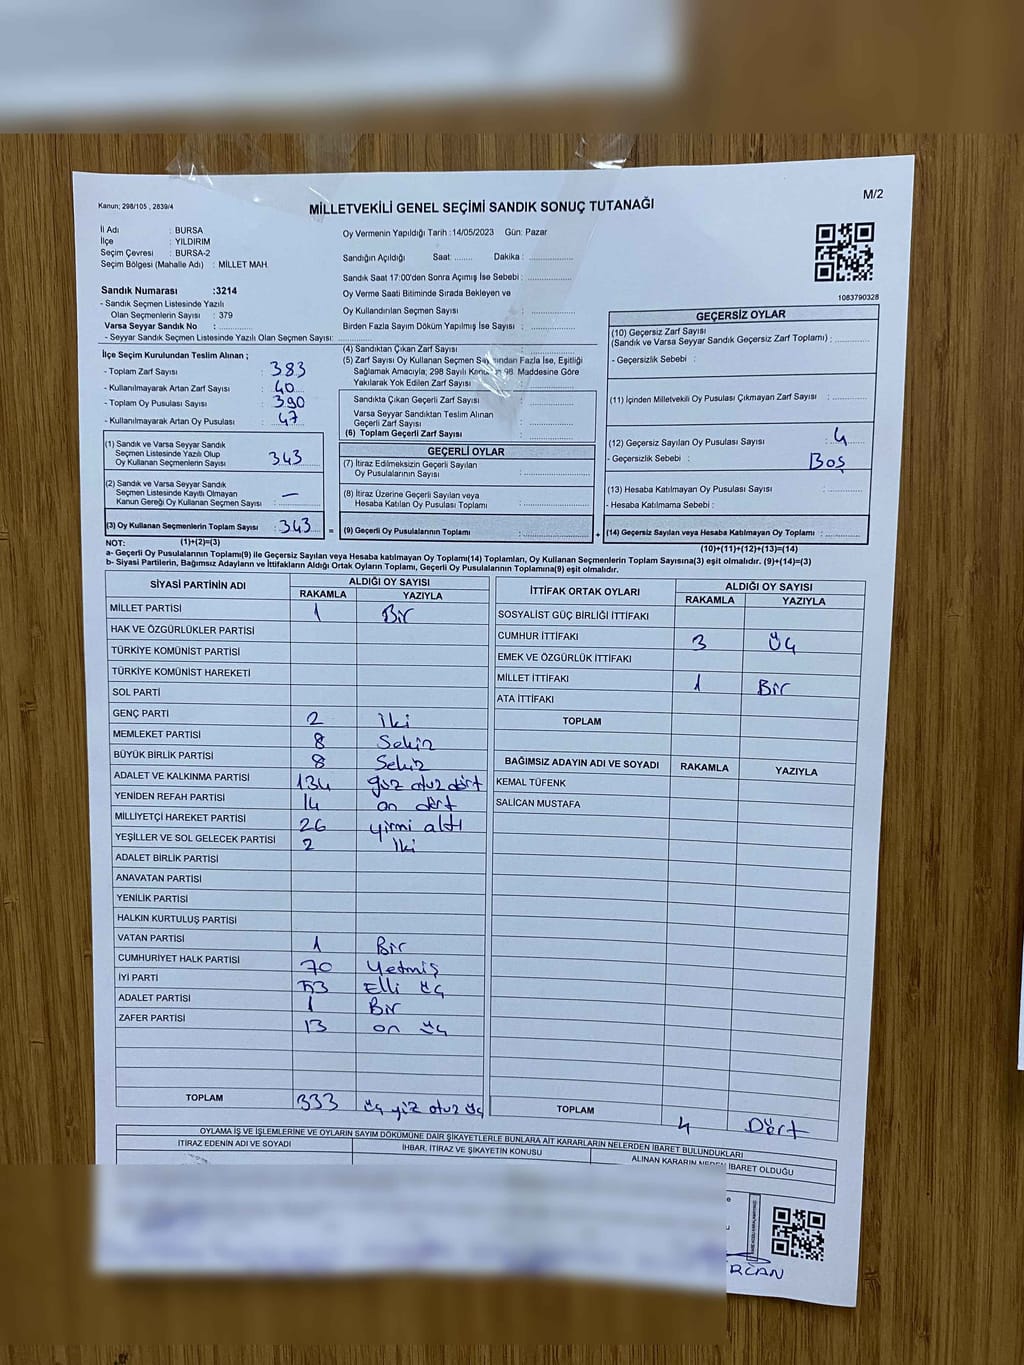 M/2
Kanun; 298/105 , 2839/4
MİLLETVEKİLİ GENEL SEÇİMİ SANDIK SONUÇ TUTANAĞI
İl Adı : BURSA
İlçe : YILDIRIM
Seçim Çevresi : BURSA-2
Seçim Bölgesi (Mahalle Adı) : MİLLET MAH.
Sandık Numarası :3214
- Sandık Seçmen Listesinde Yazılı
Olan Seçmenlerin Sayısı : 379
Varsa Seyyar Sandık No :
- Seyyar Sandık Seçmen Listesinde Yazılı Olan Seçmen Sayısı:
Oy Vermenin Yapıldığı Tarih :14/05/2023 Gün: Pazar
Sandığın Açıldığı Saat: Dakika :
Sandık Saat 17:00'den Sonra Açımış İse Sebebi :
Oy Verme Saati Bitiminde Sırada Bekleyen ve
Oy Kullandırılan Seçmen Sayısı :
Birden Fazla Sayım Döküm Yapılmış İse Sayısı :
1083790328
İlçe Seçim Kurulundan Teslim Alınan ;
- Toplam Zarf Sayısı : 383
- Kullanılmayarak Artan Zarf Sayısı : 40
- Toplam Oy Pusulası Sayısı : 390
- Kullanılmayarak Artan Oy Pusulası : 47
(1) Sandık ve Varsa Seyyar Sandık
Seçmen Listesinde Yazılı Olup
Oy Kullanan Seçmenlerin Sayısı : 343
(2) Sandık ve Varsa Seyyar Sandık
Seçmen Listesinde Kayıtlı Olmayan
Kanun Gereği Oy Kullanan Seçmen Sayısı : —
(3) Oy Kullanan Seçmenlerin Toplam Sayısı : 343
(1)+(2)=(3)
(4) Sandıktan Çıkan Zarf Sayısı :
(5) Zarf Sayısı Oy Kullanan Seçmen Sayısından Fazla İse, Eşitliği
Sağlamak Amacıyla, 298 Sayılı Kanunun 98. Maddesine Göre
Yakılarak Yok Edilen Zarf Sayısı :
Sandıkta Çıkan Geçerli Zarf Sayısı :
Varsa Seyyar Sandıktan Teslim Alınan
Geçerli Zarf Sayısı :
(6) Toplam Geçerli Zarf Sayısı :
GEÇERLİ OYLAR
(7) İtiraz Edilmeksizin Geçerli Sayılan
Oy Pusulalarının Sayısı :
(8) İtiraz Üzerine Geçerli Sayılan veya
Hesaba Katılan Oy Pusulaları Toplamı :
= (9) Geçerli Oy Pusulalarının Toplamı : +
GEÇERSİZ OYLAR
(10) Geçersiz Zarf Sayısı
(Sandık ve Varsa Seyyar Sandık Geçersiz Zarf Toplamı) :
- Geçersizlik Sebebi :
(11) İçinden Milletvekili Oy Pusulası Çıkmayan Zarf Sayısı :
(12) Geçersiz Sayılan Oy Pusulası Sayısı : 4
- Geçersizlik Sebebi : Boş
(13) Hesaba Katılmayan Oy Pusulası Sayısı :
- Hesaba Katılmama Sebebi :
(14) Geçersiz Sayılan veya Hesaba Katılmayan Oy Toplamı :
(10)+(11)+(12)+(13)=(14)
NOT:
a- Geçerli Oy Pusulalarının Toplamı(9) ile Geçersiz Sayılan veya Hesaba katılmayan Oy Toplamı(14) Toplamları, Oy Kullanan Seçmenlerin Toplam Sayısına(3) eşit olmalıdır. (9)+(14)=(3)
b- Siyasi Partilerin, Bağımsız Adayların ve İttifakların Aldığı Ortak Oyların Toplamı, Geçerli Oy Pusulalarının Toplamına(9) eşit olmalıdır.
SİYASİ PARTİNİN ADI ALDIĞI OY SAYISI
RAKAMLA YAZIYLA
MİLLET PARTİSİ 1 Bir
HAK VE ÖZGÜRLÜKLER PARTİSİ
TÜRKİYE KOMÜNİST PARTİSİ
TÜRKİYE KOMÜNİST HAREKETİ
SOL PARTİ
GENÇ PARTİ 2 iki
MEMLEKET PARTİSİ 8 Sekiz
BÜYÜK BİRLİK PARTİSİ 8 Sekiz
ADALET VE KALKINMA PARTİSİ 134 yüz otuz dört
YENİDEN REFAH PARTİSİ 14 on dört
MİLLİYETÇİ HAREKET PARTİSİ 26 yirmi altı
YEŞİLLER VE SOL GELECEK PARTİSİ 2 iki
ADALET BİRLİK PARTİSİ
ANAVATAN PARTİSİ
YENİLİK PARTİSİ
HALKIN KURTULUŞ PARTİSİ
VATAN PARTİSİ 1 Bir
CUMHURİYET HALK PARTİSİ 70 Yetmiş
İYİ PARTİ 53 Elli üç
ADALET PARTİSİ 1 Bir
ZAFER PARTİSİ 13 on üç
TOPLAM 333 üç yüz otuz üç
İTTİFAK ORTAK OYLARI ALDIĞI OY SAYISI
RAKAMLA YAZIYLA
SOSYALİST GÜÇ BİRLİĞİ İTTİFAKI
CUMHUR İTTİFAKI 3 Üç
EMEK VE ÖZGÜRLÜK İTTİFAKI
MİLLET İTTİFAKI 1 Bir
ATA İTTİFAKI
TOPLAM
BAĞIMSIZ ADAYIN ADI VE SOYADI RAKAMLA YAZIYLA
KEMAL TÜFENK
SALİCAN MUSTAFA
TOPLAM 4 Dört
OYLAMA İŞ VE İŞLEMLERİNE VE OYLARIN SAYIM DÖKÜMÜNE DAİR ŞİKAYETLERLE BUNLARA AİT KARARLARIN NELERDEN İBARET BULUNDUKLARI
İTİRAZ EDENİN ADI VE SOYADI İHBAR, İTİRAZ VE ŞİKAYETİN KONUSU ALINAN KARARIN NEDEN İBARET OLDUĞU
RCAN